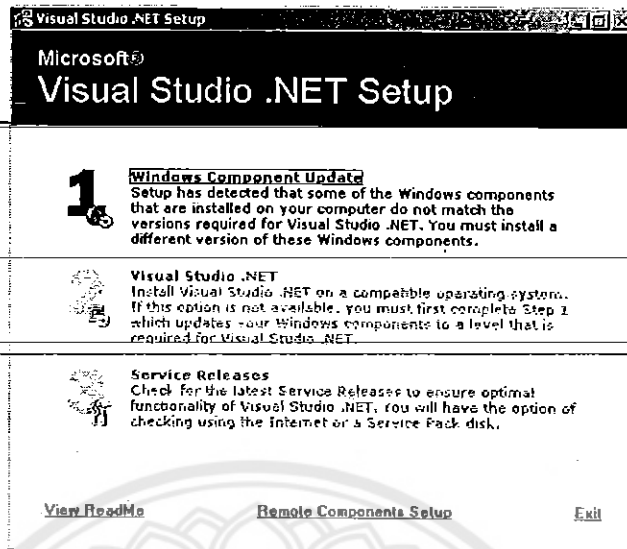 Visual Studio .NET Setup
Microsoft®
Visual Studio .NET Setup
1
Windows Component Update
Setup has detected that some of the Windows components
that are installed on your computer do not match the
versions required for Visual Studio .NET. You must install a
different version of these Windows components.
2
Visual Studio .NET
Install Visual Studio .NET on a compatible operating system.
If this option is not available, you must first complete Step 1
which updates your Windows components to a level that is
required for Visual Studio .NET.
3
Service Releases
Check for the latest Service Releases to ensure optimal
functionality of Visual Studio .NET. You will have the option of
checking using the Internet or a Service Pack disk.
View ReadMe
Remote Components Setup
Exit